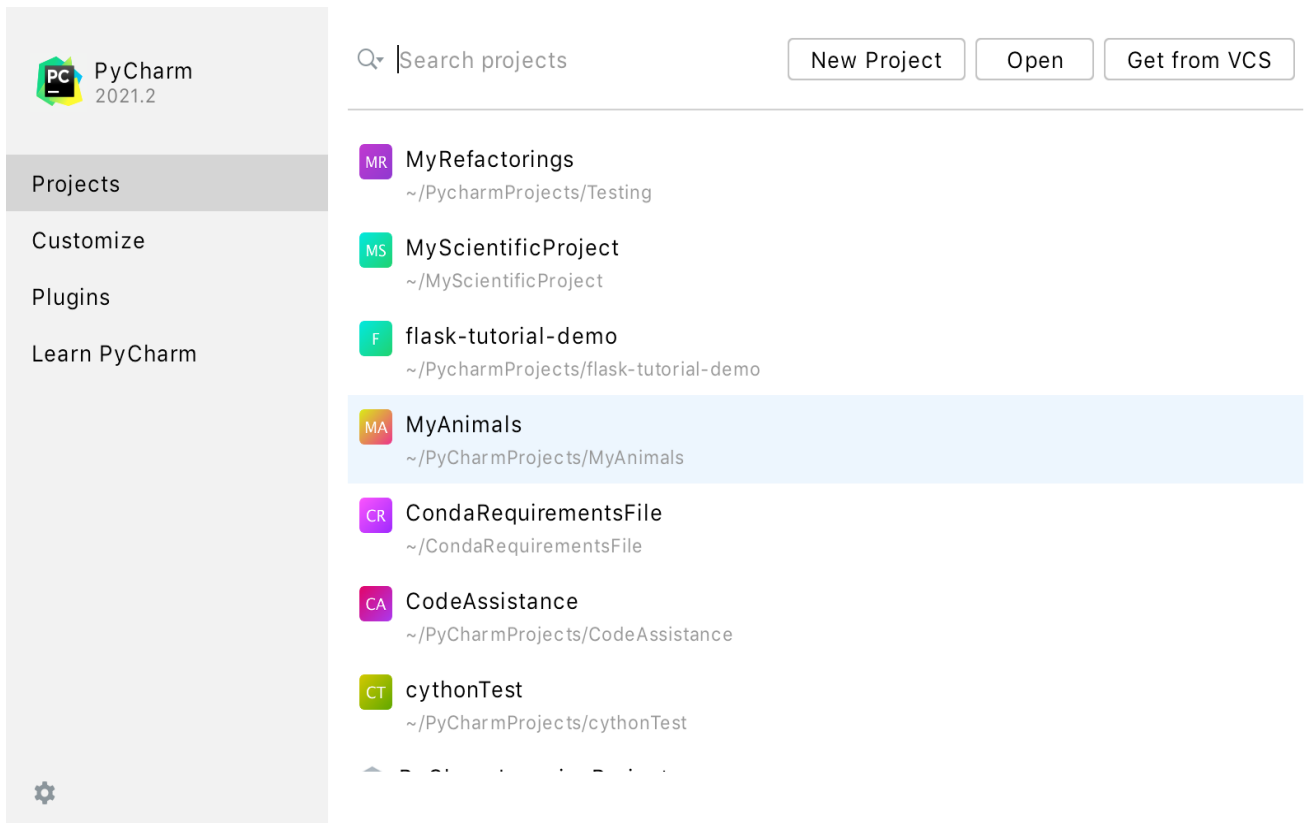 PC
PyCharm
2021.2
Projects
Customize
Plugins
Learn PyCharm
Search projects
New Project
Open
Get from VCS
MR
MyRefactorings
~/PycharmProjects/Testing
MS
MyScientificProject
~/MyScientificProject
F
flask-tutorial-demo
~/PycharmProjects/flask-tutorial-demo
MA
MyAnimals
~/PyCharmProjects/MyAnimals
CR
CondaRequirementsFile
~/CondaRequirementsFile
CA
CodeAssistance
~/PyCharmProjects/CodeAssistance
CT
cythonTest
~/PyCharmProjects/cythonTest